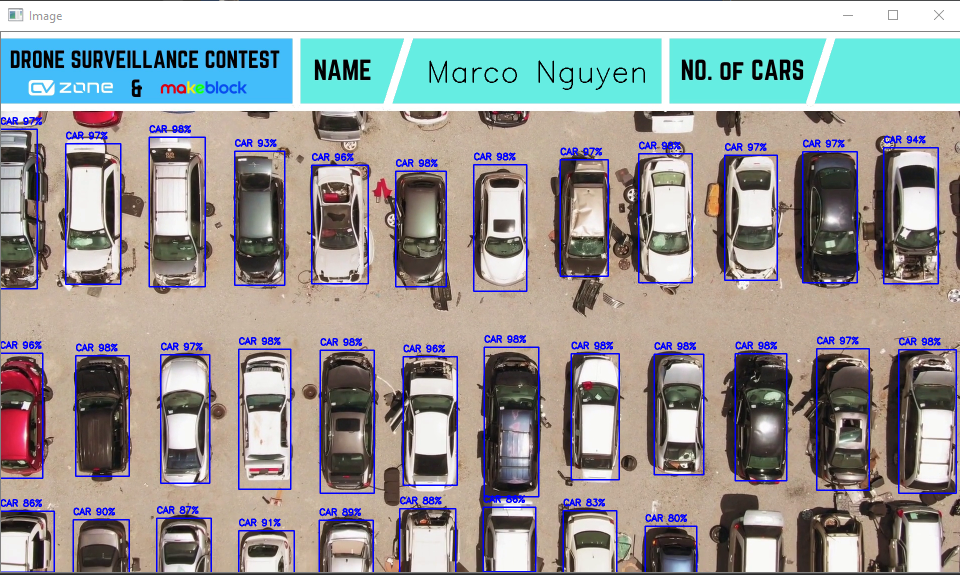 Image
DRONE SURVEILLANCE CONTEST
CV zone & makeblock
NAME
Marco Nguyen
NO. of CARS
CAR 97%
CAR 97%
CAR 98%
CAR 93%
CAR 96%
CAR 98%
CAR 98%
CAR 97%
CAR 98%
CAR 97%
CAR 97%
CAR 94%
CAR 96%
CAR 98%
CAR 97%
CAR 98%
CAR 98%
CAR 96%
CAR 98%
CAR 98%
CAR 98%
CAR 98%
CAR 97%
CAR 98%
CAR 86%
CAR 90%
CAR 87%
CAR 91%
CAR 89%
CAR 88%
CAR 86%
CAR 83%
CAR 80%